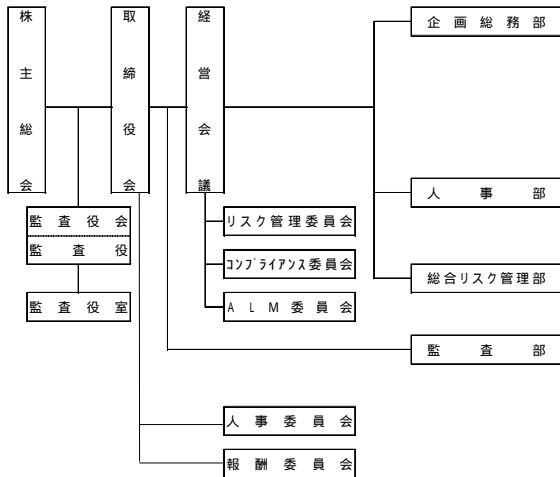 株主総会
取締役会
経営会議
企画総務部
人事部
総合リスク管理部
監査部
監査役会
監査役
監査役室
リスク管理委員会
コンプライアンス委員会
ALM委員会
人事委員会
報酬委員会